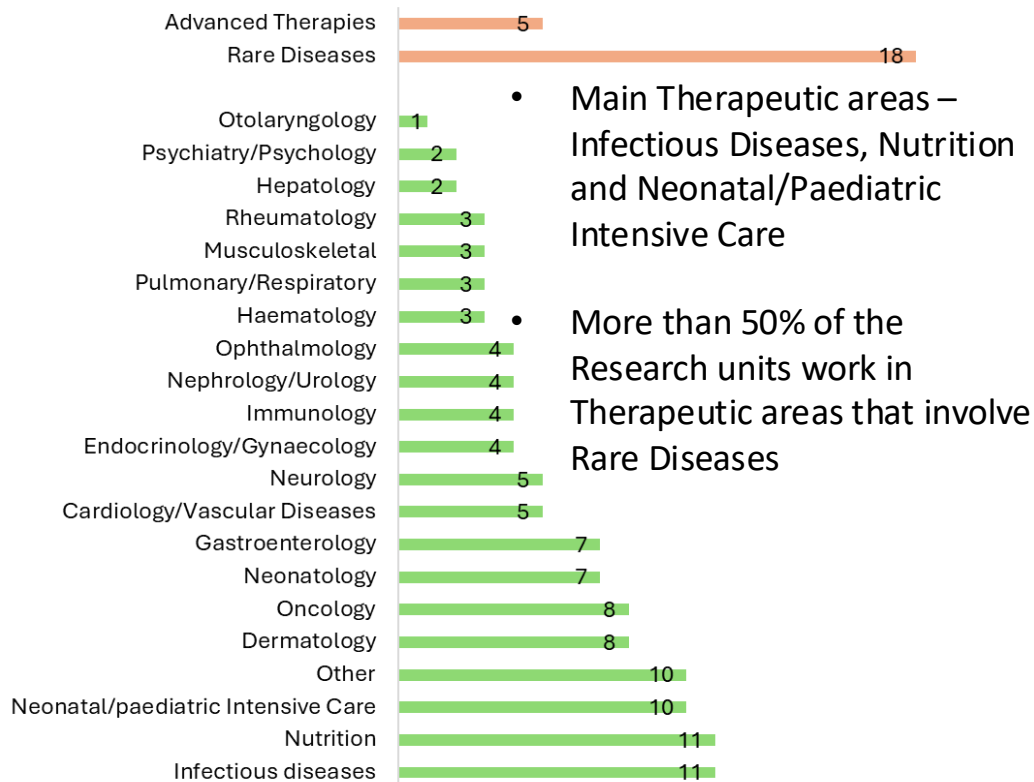 Advanced Therapies 5
Rare Diseases 18
Otolaryngology 1
Psychiatry/Psychology 2
Hepatology 2
Rheumatology 3
Musculoskeletal 3
Pulmonary/Respiratory 3
Haematology 3
Ophthalmology 4
Nephrology/Urology 4
Immunology 4
Endocrinology/Gynaecology 4
Neurology 5
Cardiology/Vascular Diseases 5
Gastroenterology 7
Neonatology 7
Oncology 8
Dermatology 8
Other 10
Neonatal/paediatric Intensive Care 10
Nutrition 11
Infectious diseases 11
• Main Therapeutic areas –
Infectious Diseases, Nutrition
and Neonatal/Paediatric
Intensive Care
• More than 50% of the
Research units work in
Therapeutic areas that involve
Rare Diseases